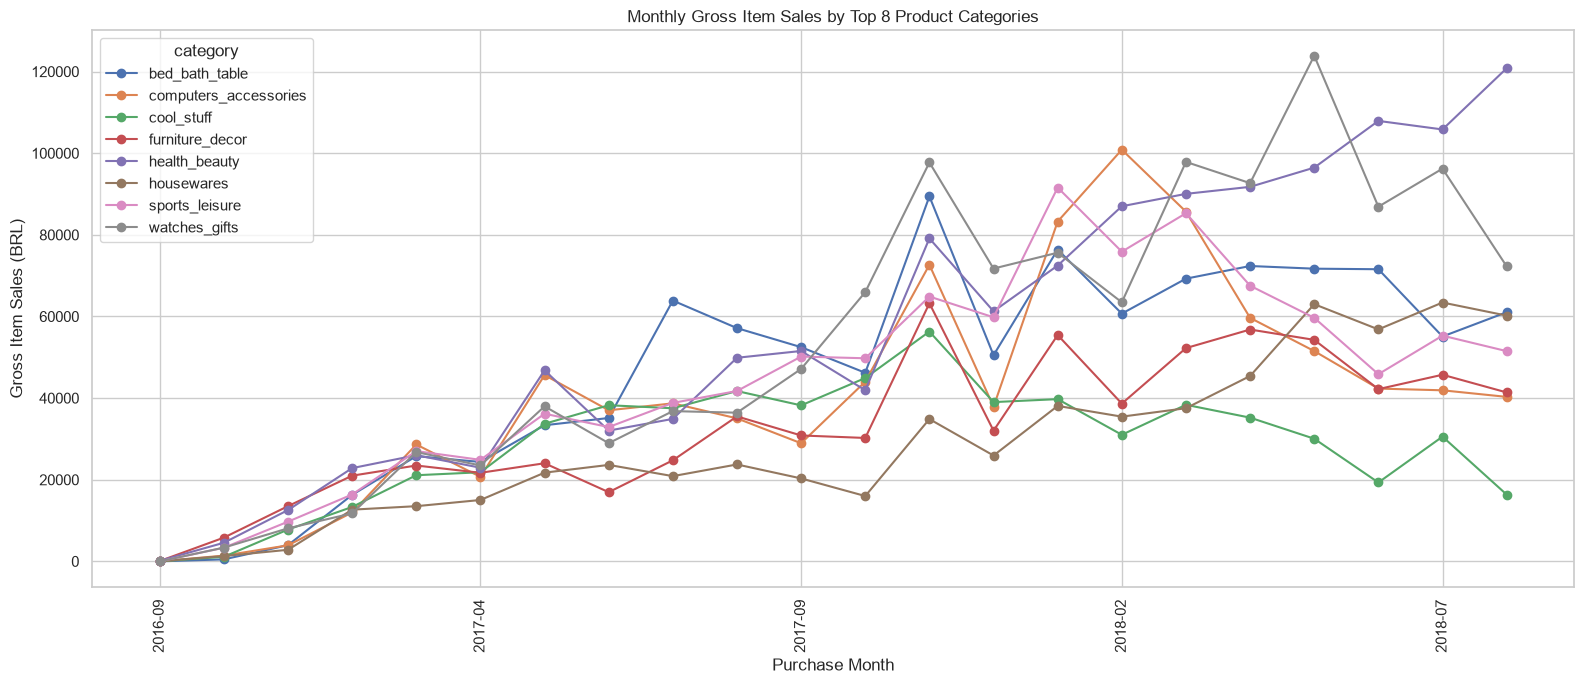 Monthly Gross Item Sales by Top 8 Product Categories
category
bed_bath_table
computers_accessories
cool_stuff
furniture_decor
health_beauty
housewares
sports_leisure
watches_gifts
120000
100000
80000
60000
40000
20000
0
Gross Item Sales (BRL)
2016-09
2017-04
2017-09
2018-02
2018-07
Purchase Month